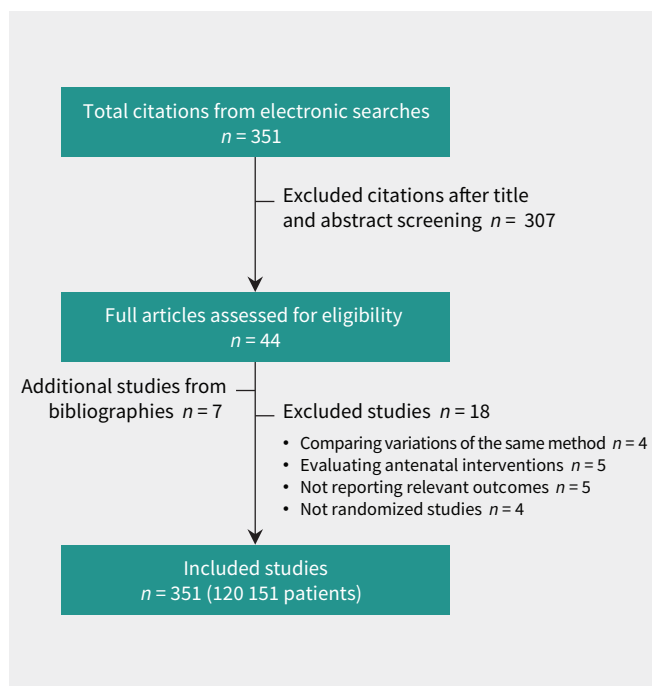 Total citations from electronic searches
n = 351
Excluded citations after title
and abstract screening n = 307
Full articles assessed for eligibility
n = 44
Additional studies from
bibliographies n = 7
Excluded studies n = 18
• Comparing variations of the same method n = 4
• Evaluating antenatal interventions n = 5
• Not reporting relevant outcomes n = 5
• Not randomized studies n = 4
Included studies
n = 351 (120 151 patients)